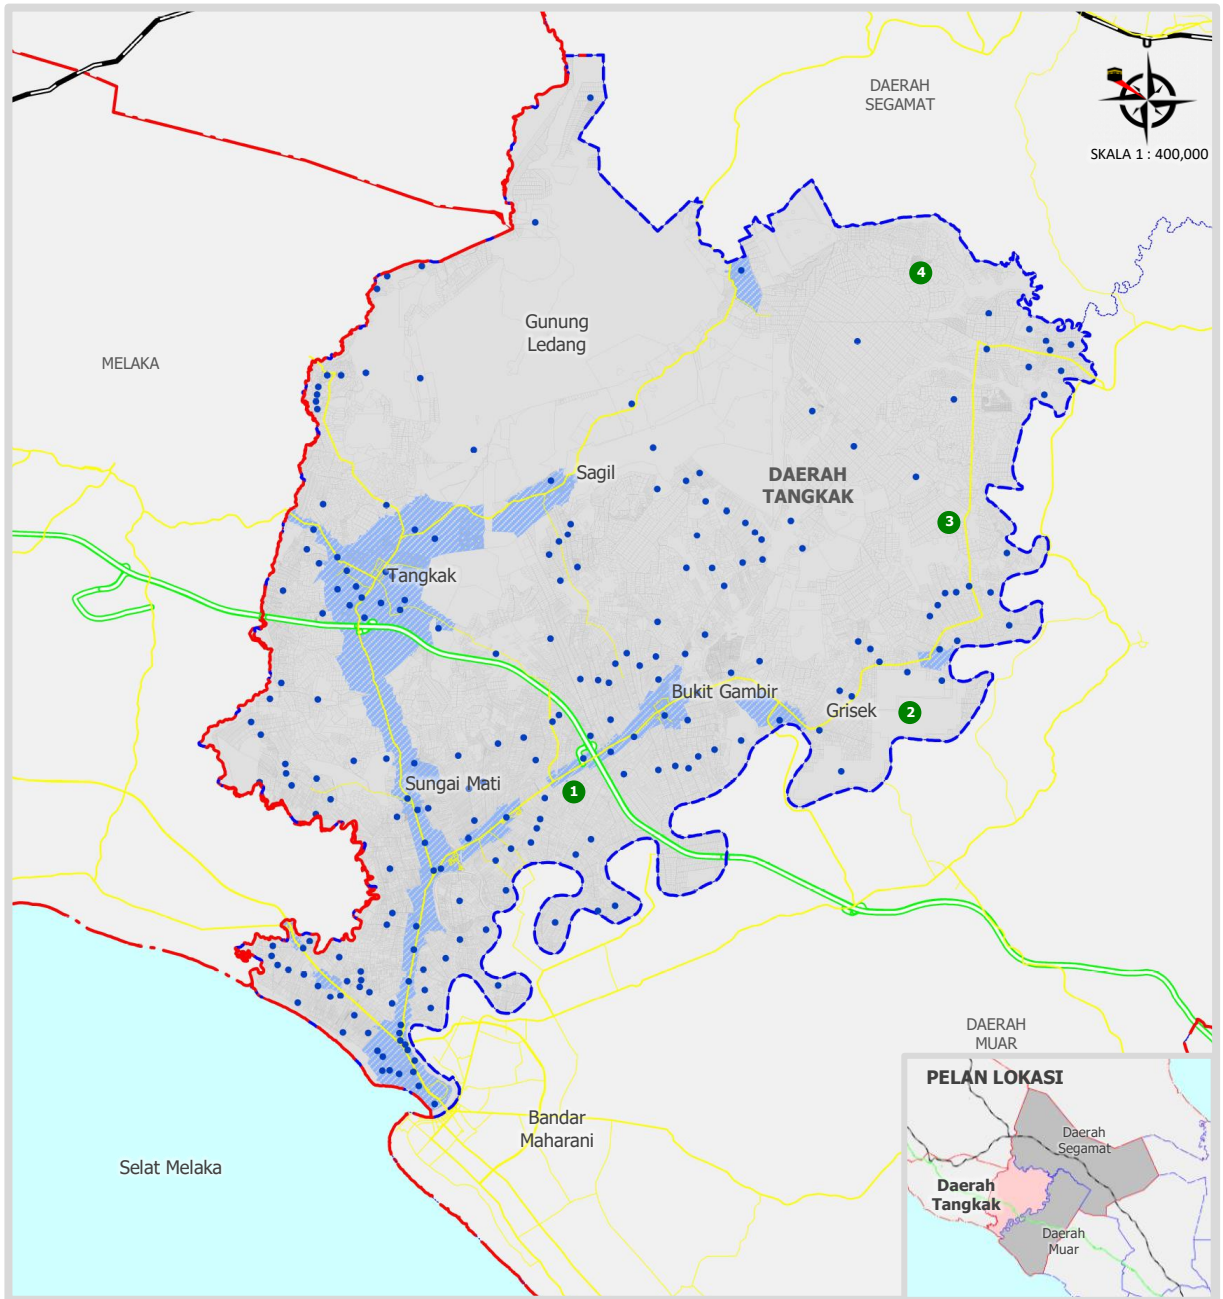 DAERAH
SEGAMAT
U
SKALA 1 : 400,000
4
Gunung
Ledang
MELAKA
Sagil
DAERAH
TANGKAK
3
Tangkak
Bukit Gambir
Grisek
2
Sungai Mati
1
DAERAH
MUAR
Bandar
Maharani
Selat Melaka
PELAN LOKASI
Daerah
Segamat
Daerah
Tangkak
Daerah
Muar